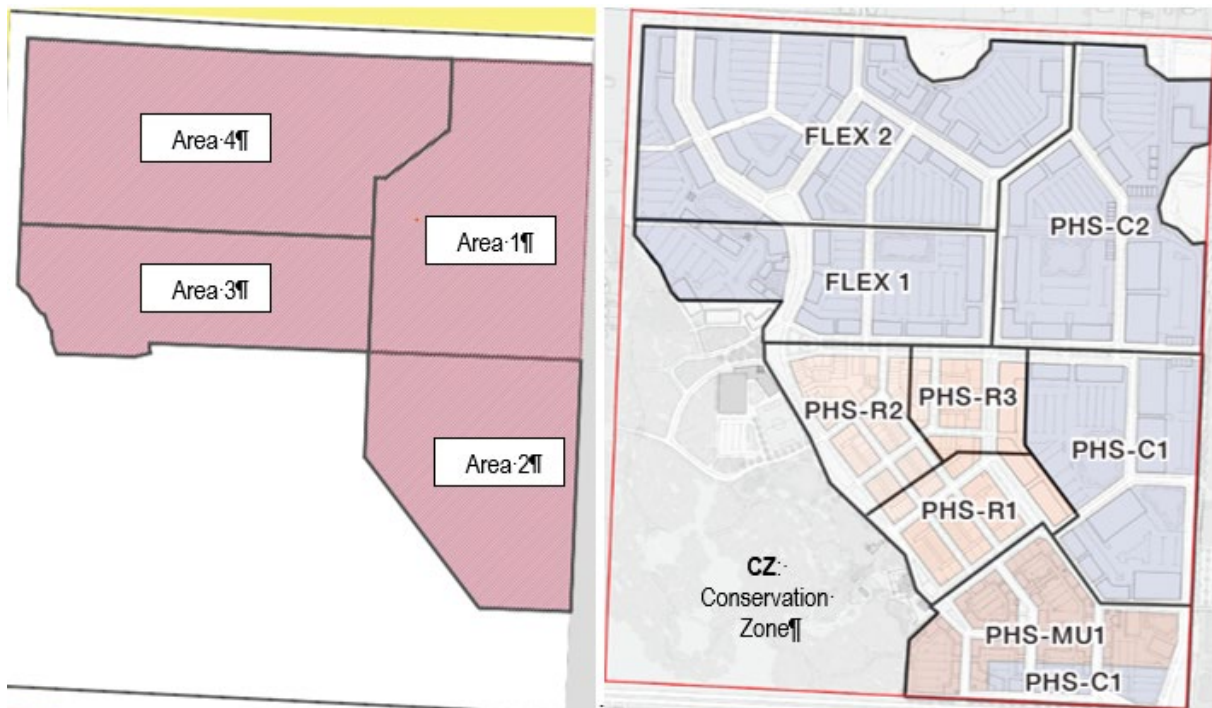 Area·4¶
Area·1¶
Area·3¶
Area·2¶
FLEX 2
PHS-C2
FLEX 1
PHS-R2
PHS-R3
PHS-C1
PHS-R1
CZ:·
Conservation·
Zone¶
PHS-MU1
PHS-C1